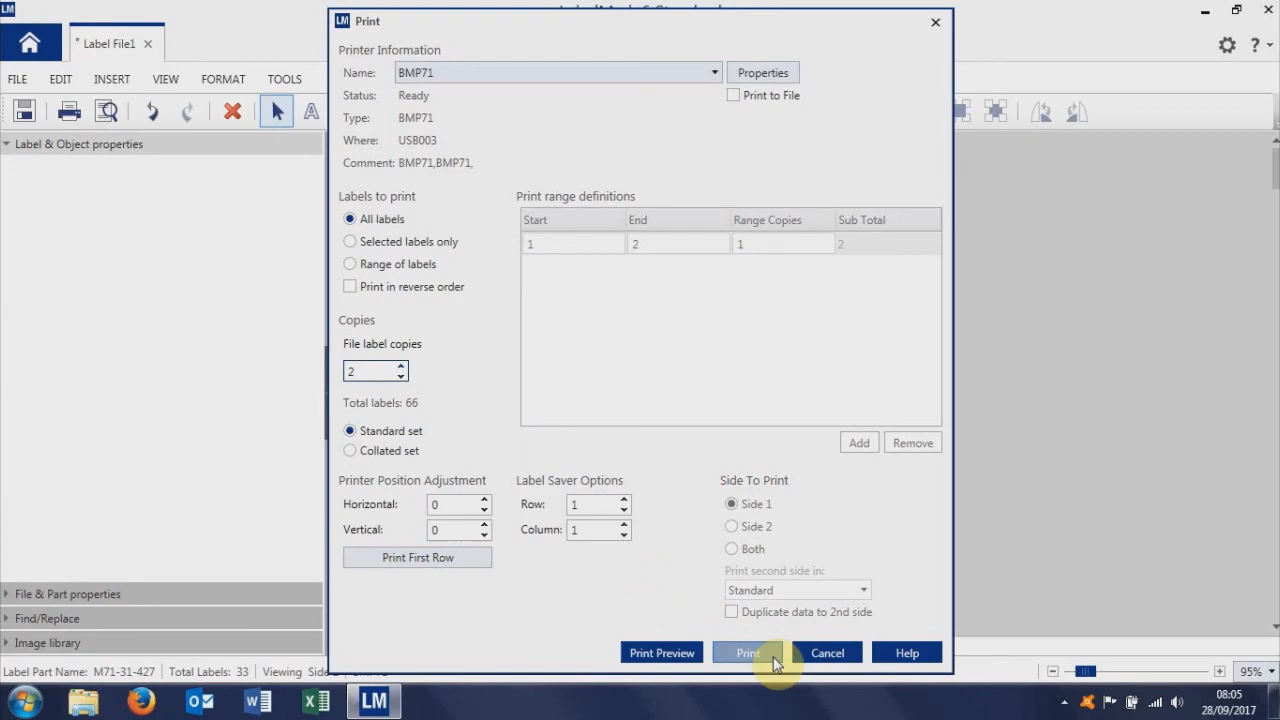 LM
LM Print
* Label File1
FILE EDIT INSERT VIEW FORMAT TOOLS
A
Label & Object properties
Printer Information
Name: BMP71 Properties
Status: Ready Print to File
Type: BMP71
Where: USB003
Comment: BMP71,BMP71,
Labels to print Print range definitions
All labels Start End Range Copies Sub Total
Selected labels only 1 2 1 2
Range of labels
Print in reverse order
Copies
File label copies
2
Total labels: 66
Standard set
Collated set Add Remove
Printer Position Adjustment Label Saver Options Side To Print
Horizontal: 0 Row: 1 Side 1
Vertical: 0 Column: 1 Side 2
Print First Row Both
Print second side in:
Standard
Duplicate data to 2nd side
File & Part properties
Find/Replace
Image library
Print Preview Print Cancel Help
Label Part Name: M71-31-427 Total Labels: 33 Viewing 95%
LM 08:05
28/09/2017